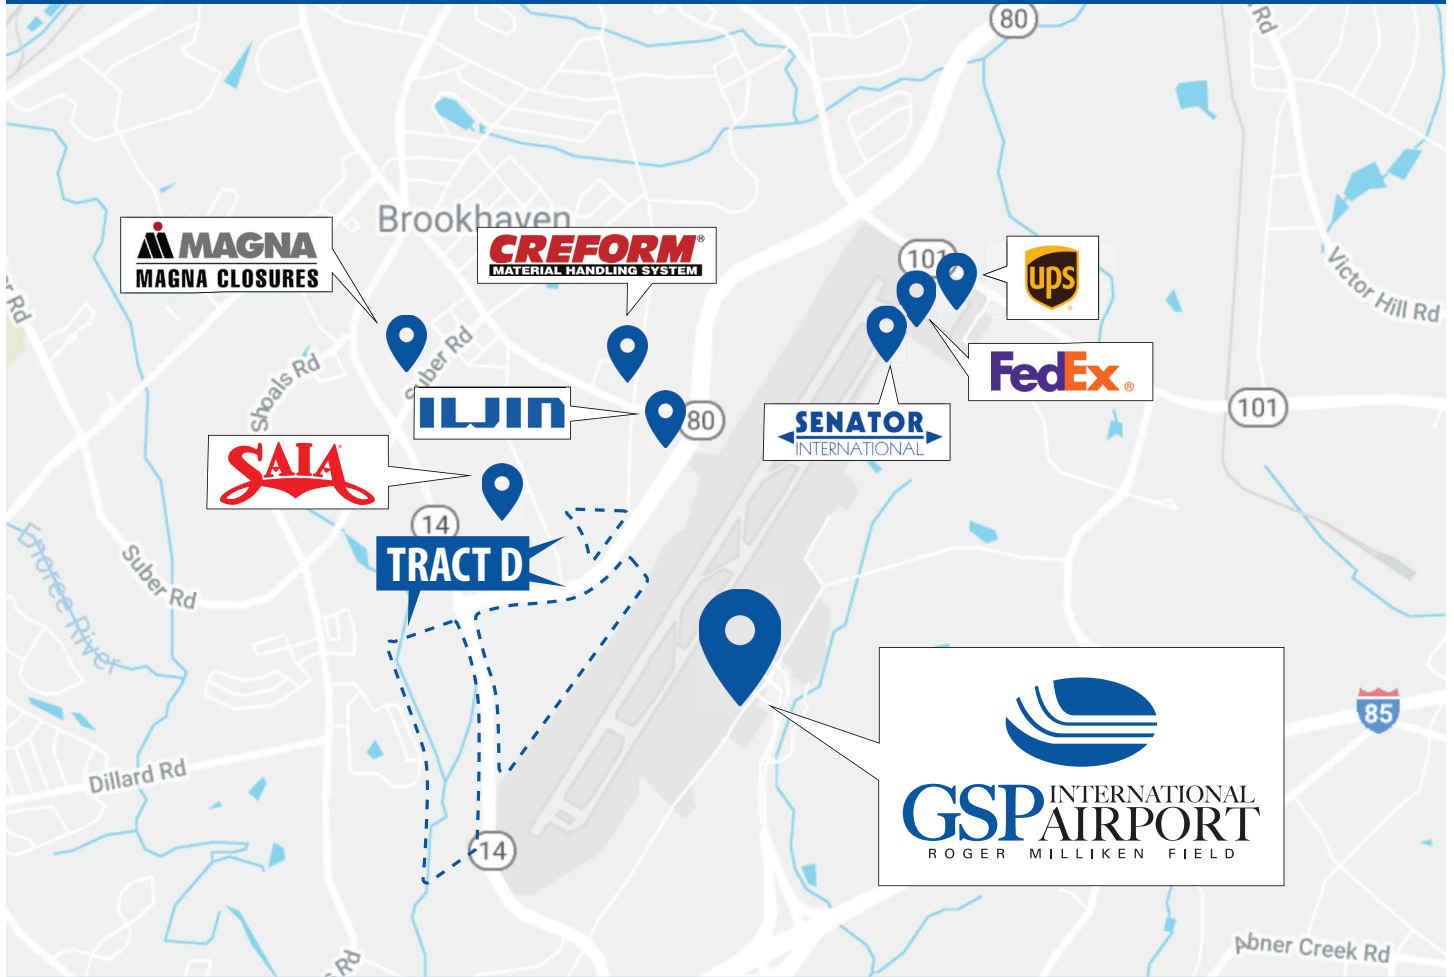 80
Rd
Brookhaven
MAGNA
MAGNA CLOSURES
CREFORM®
MATERIAL HANDLING SYSTEM
101
ups
Victor Hill Rd
Rd
Shoals Rd
Suber Rd
ILJIN
80
FedEx®
101
SENATOR
INTERNATIONAL
SAIA
14
TRACT D
Enoree River
Suber Rd
85
Dillard Rd
GSP INTERNATIONAL
AIRPORT
ROGER MILLIKEN FIELD
14
Abner Creek Rd
Rd